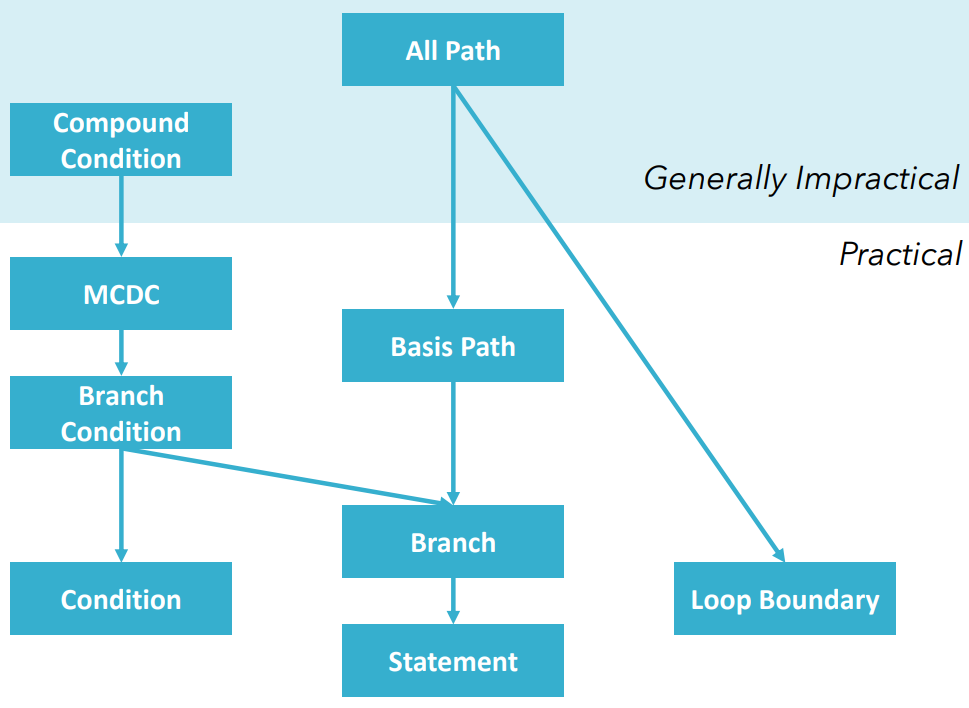 All Path
Compound
Condition
Generally Impractical
Practical
MCDC
Basis Path
Branch
Condition
Branch
Condition
Loop Boundary
Statement